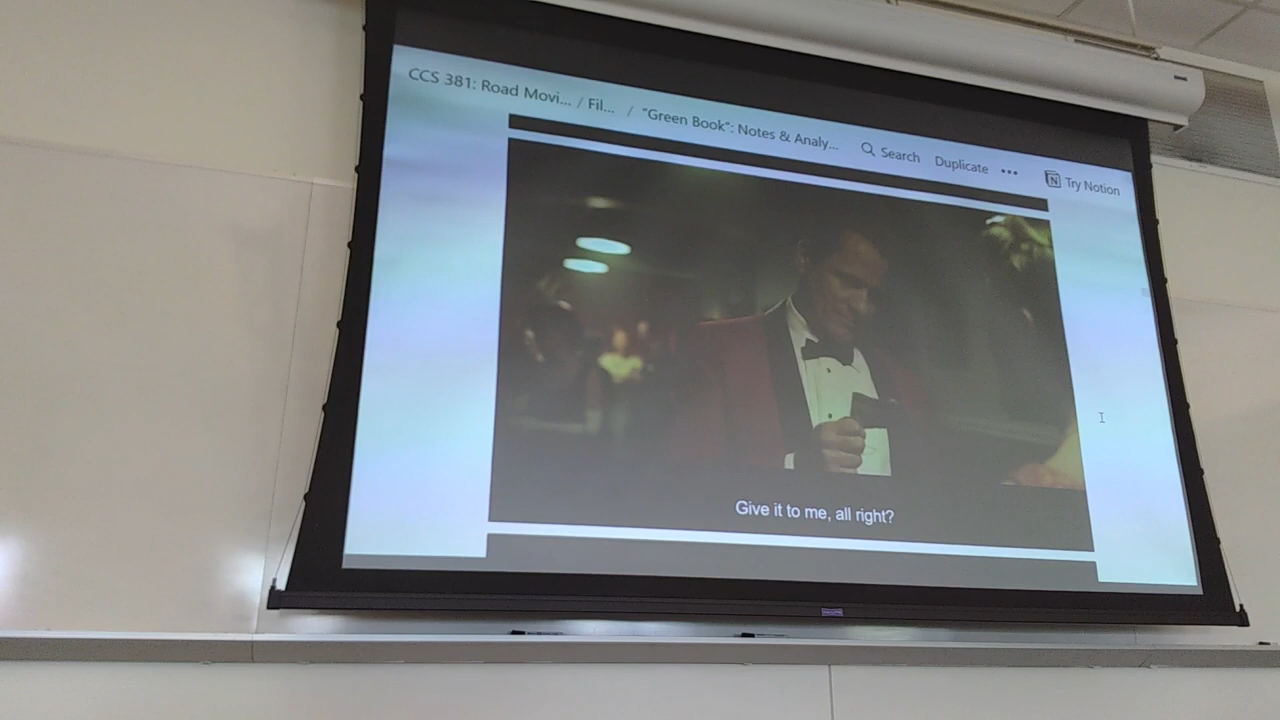 CCS 381: Road Movi... / Fil... / "Green Book": Notes & Analy... Search Duplicate ••• N Try Notion
Give it to me, all right?